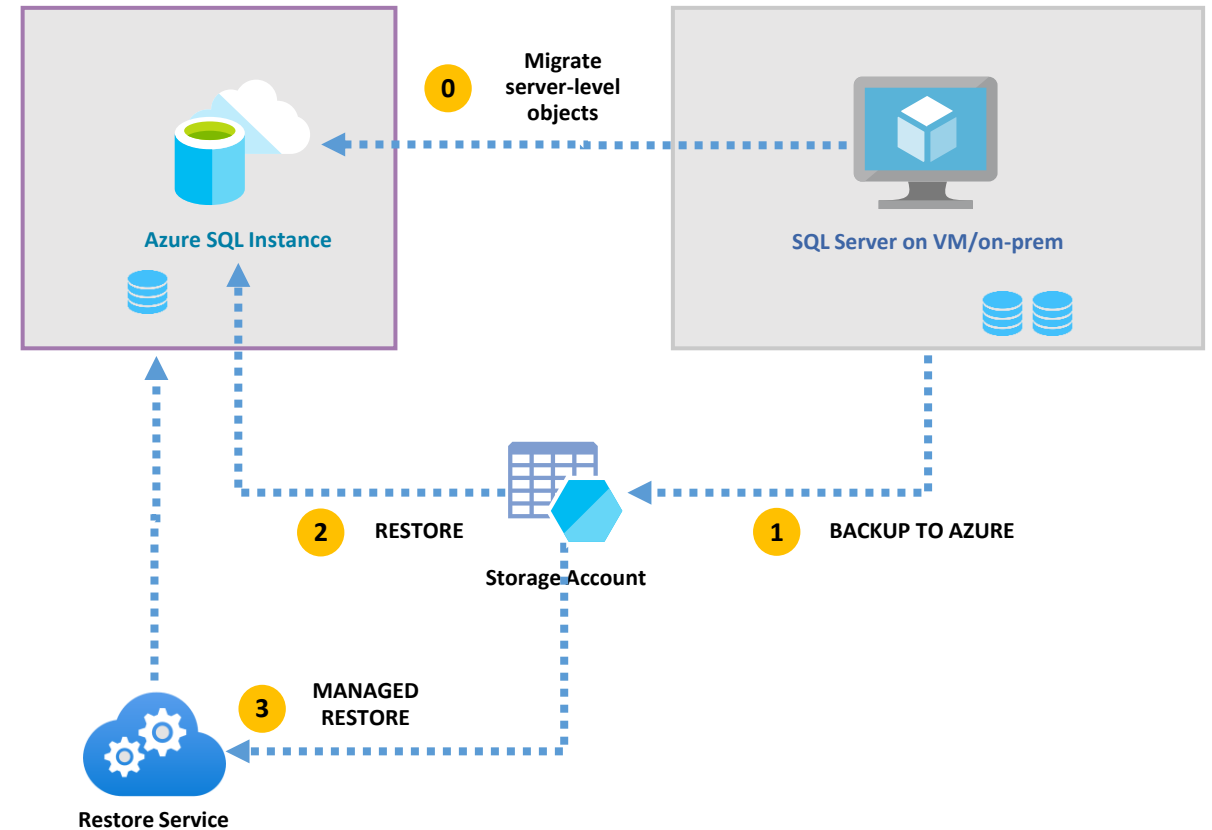 0
Migrate
server-level
objects
Azure SQL Instance
SQL Server on VM/on-prem
2
RESTORE
1
BACKUP TO AZURE
Storage Account
3
MANAGED
RESTORE
Restore Service